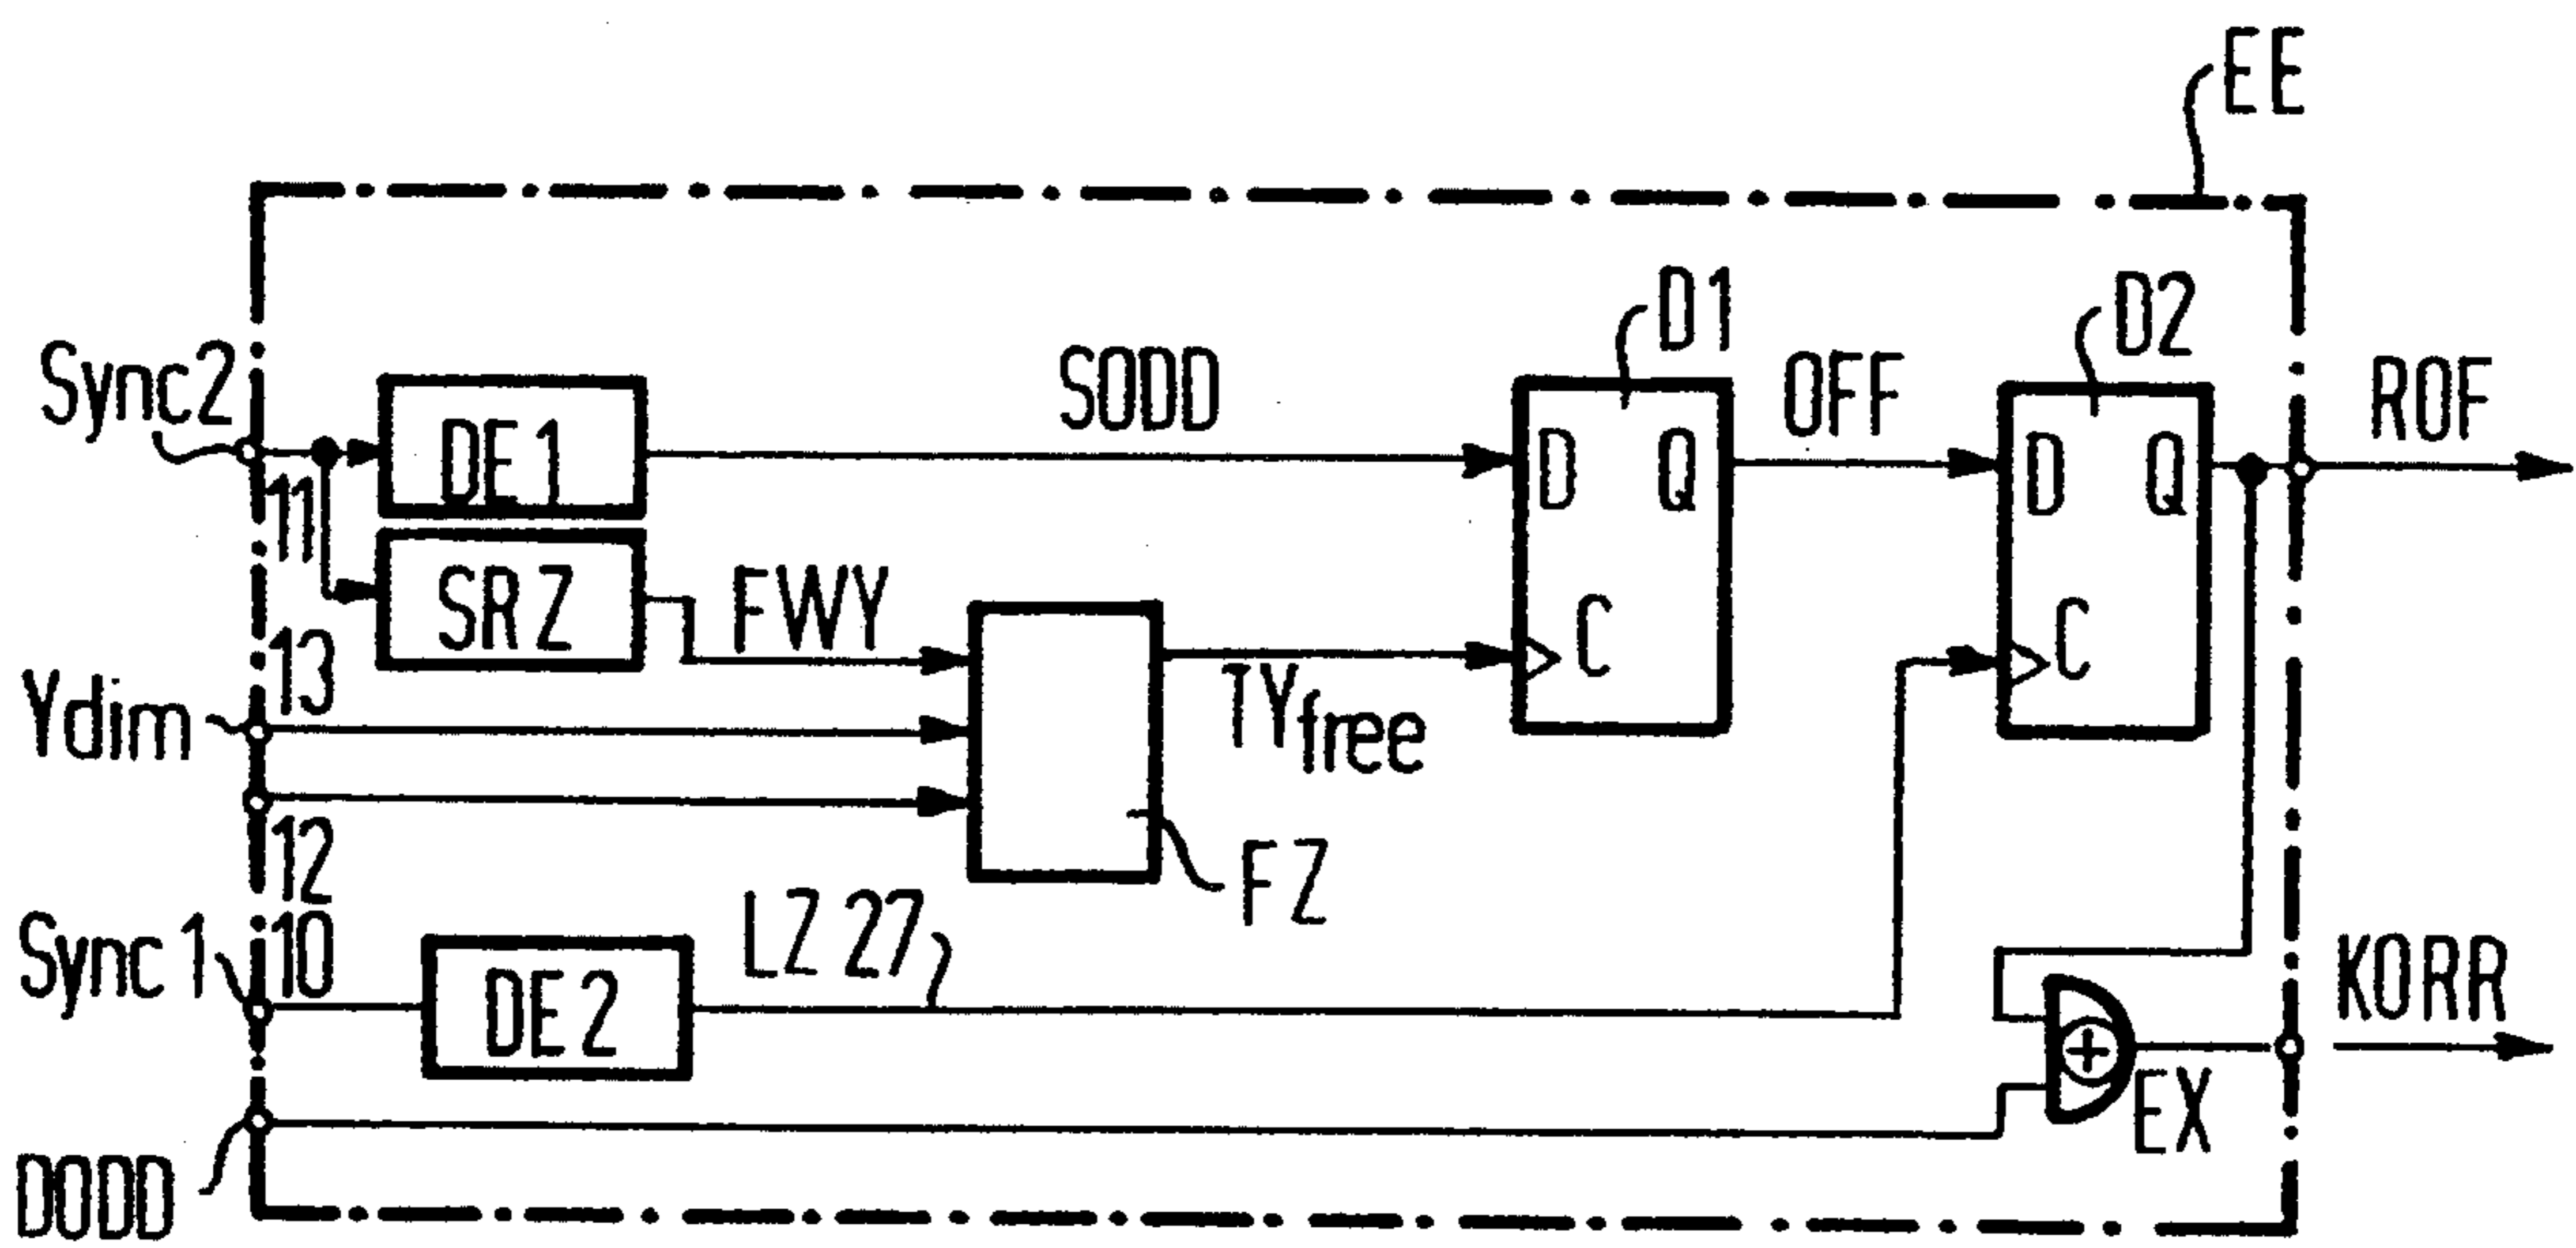 EE
D1
D2
Sync2
SODD
OFF
ROF
DE1
D Q
D Q
11
SRZ
FWY
C
C
13
Ydim
TYfree
12
FZ
Sync1
10
LZ 27
KORR
DE2
EX
DODD